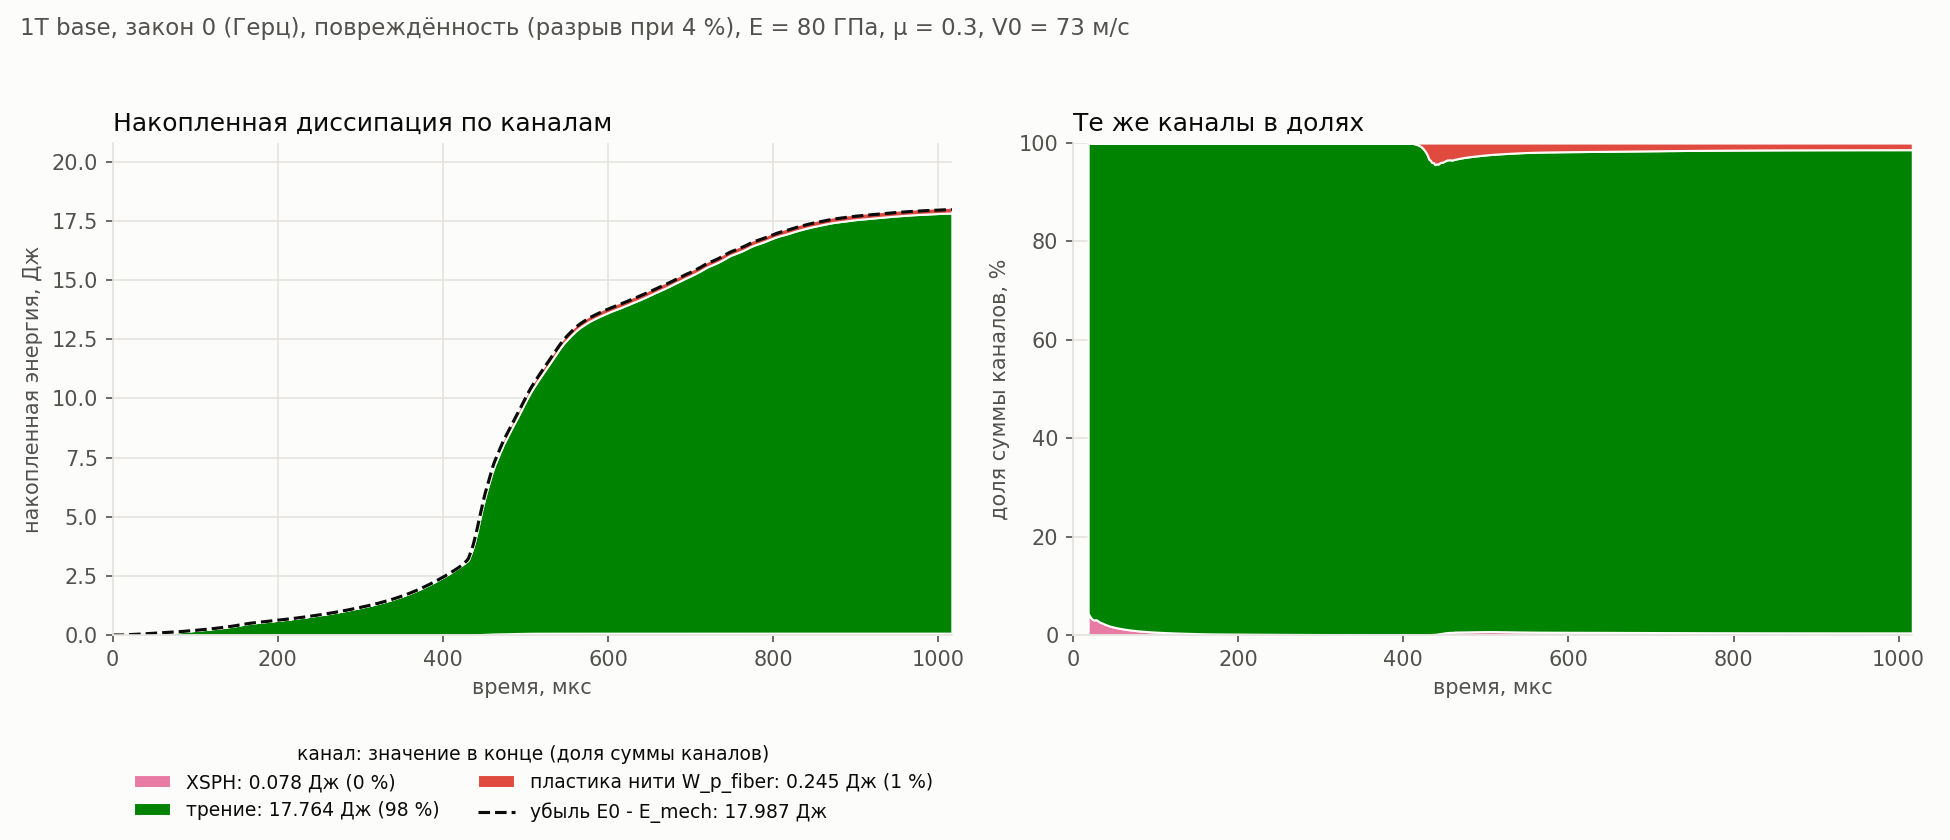 1T base, закон 0 (Герц), повреждённость (разрыв при 4 %), E = 80 ГПа, μ = 0.3, V0 = 73 м/с
Накопленная диссипация по каналам
накопленная энергия, Дж
20.0
17.5
15.0
12.5
10.0
7.5
5.0
2.5
0.0
0 200 400 600 800 1000
время, мкс
Те же каналы в долях
доля суммы каналов, %
100
80
60
40
20
0
0 200 400 600 800 1000
время, мкс
канал: значение в конце (доля суммы каналов)
XSPH: 0.078 Дж (0 %)
трение: 17.764 Дж (98 %)
пластика нити W_p_fiber: 0.245 Дж (1 %)
убыль E0 - E_mech: 17.987 Дж